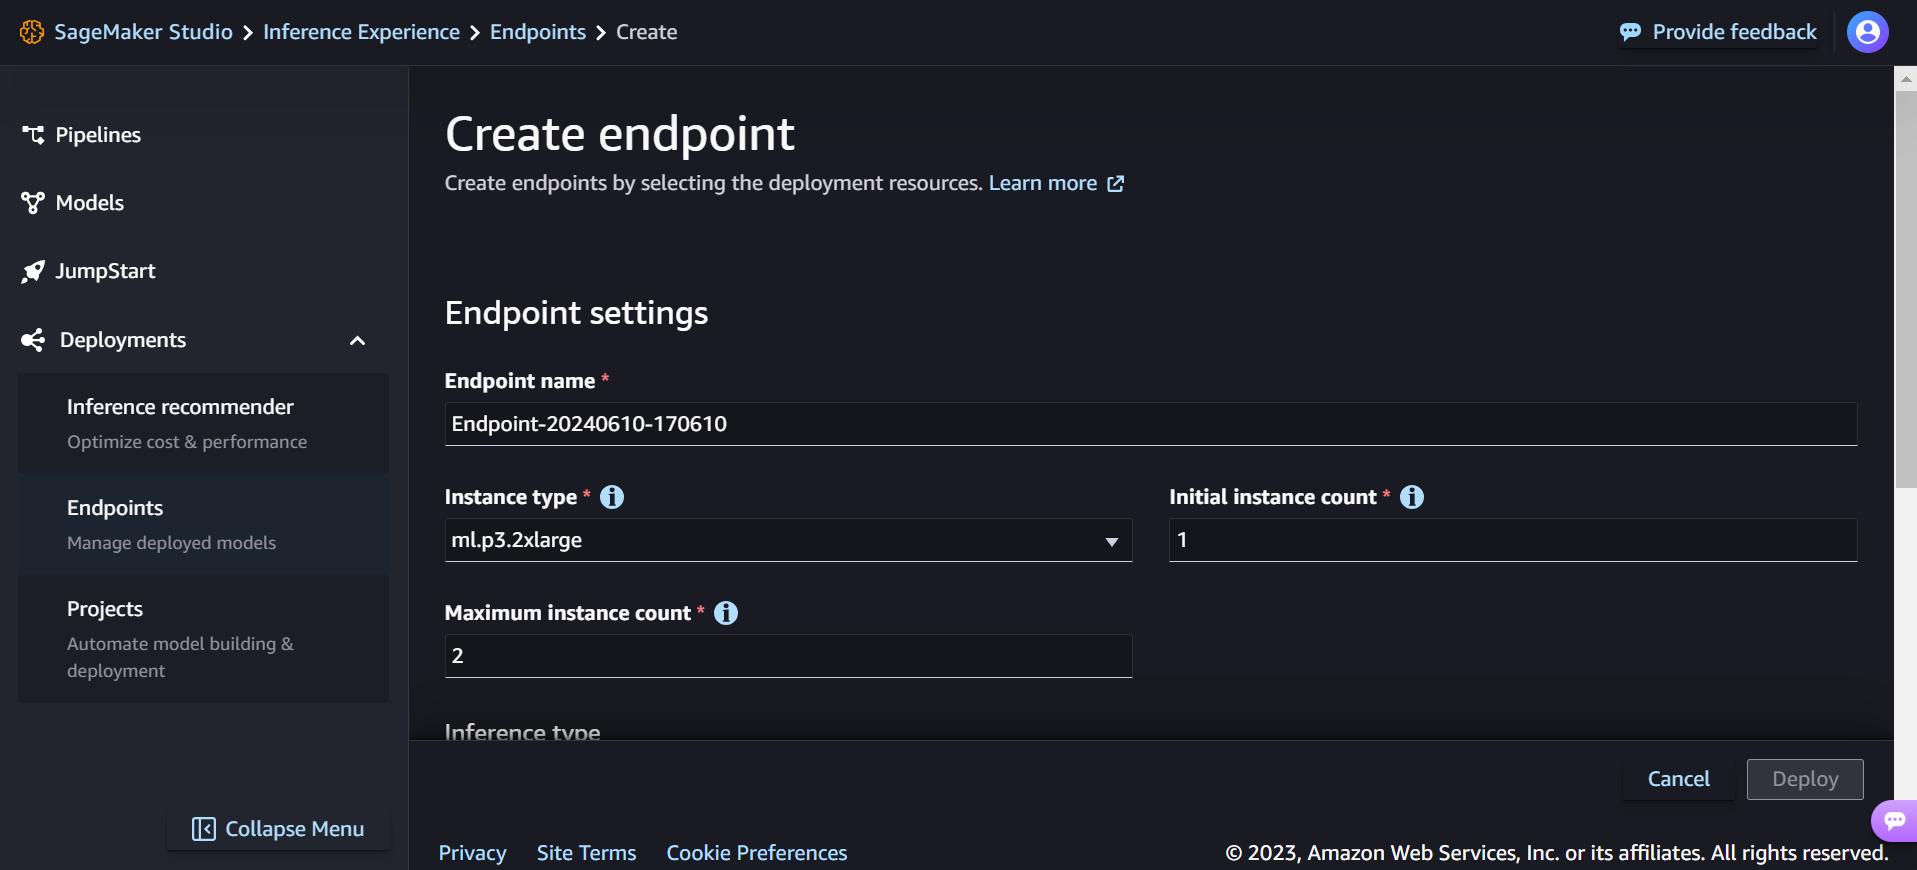 SageMaker Studio > Inference Experience > Endpoints > Create
Provide feedback
Pipelines
Models
JumpStart
Deployments
Inference recommender
Optimize cost & performance
Endpoints
Manage deployed models
Projects
Automate model building &
deployment
Collapse Menu
Create endpoint
Create endpoints by selecting the deployment resources. Learn more
Endpoint settings
Endpoint name *
Endpoint-20240610-170610
Instance type *
ml.p3.2xlarge
Initial instance count *
1
Maximum instance count *
2
Inference type
Cancel
Deploy
Privacy
Site Terms
Cookie Preferences
© 2023, Amazon Web Services, Inc. or its affiliates. All rights reserved.